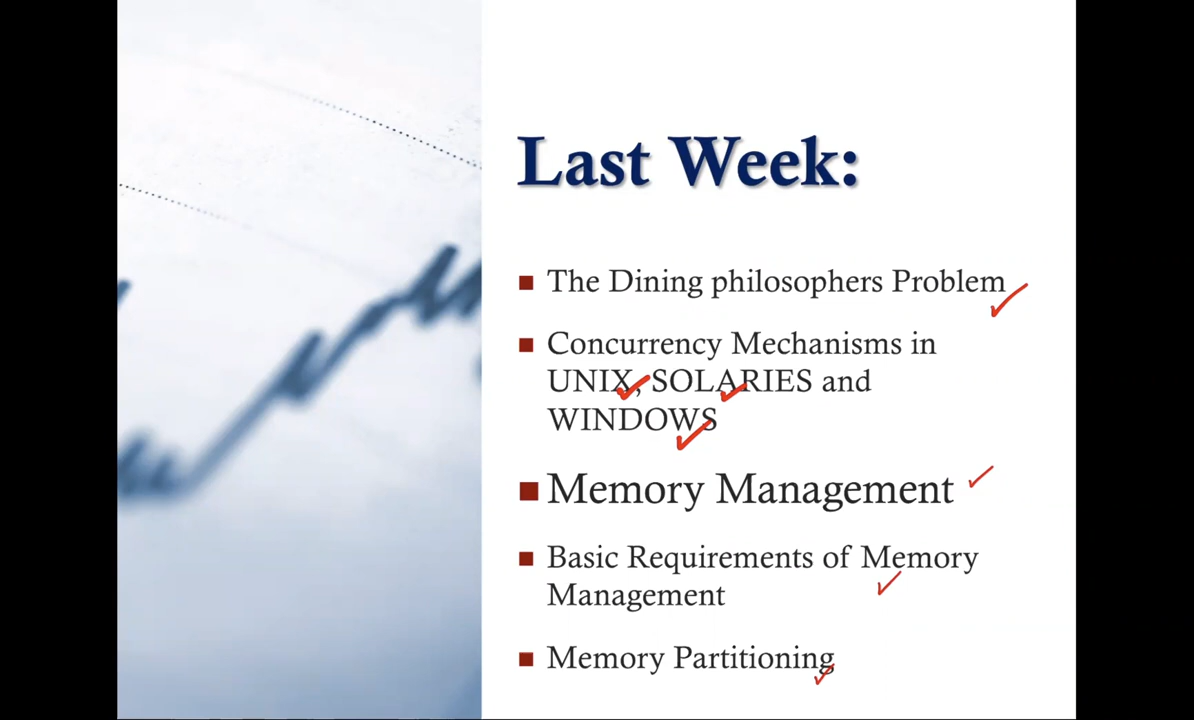 Last Week:
The Dining philosophers Problem
Concurrency Mechanisms in
UNIX, SOLARIES and
WINDOWS
Memory Management
Basic Requirements of Memory
Management
Memory Partitioning